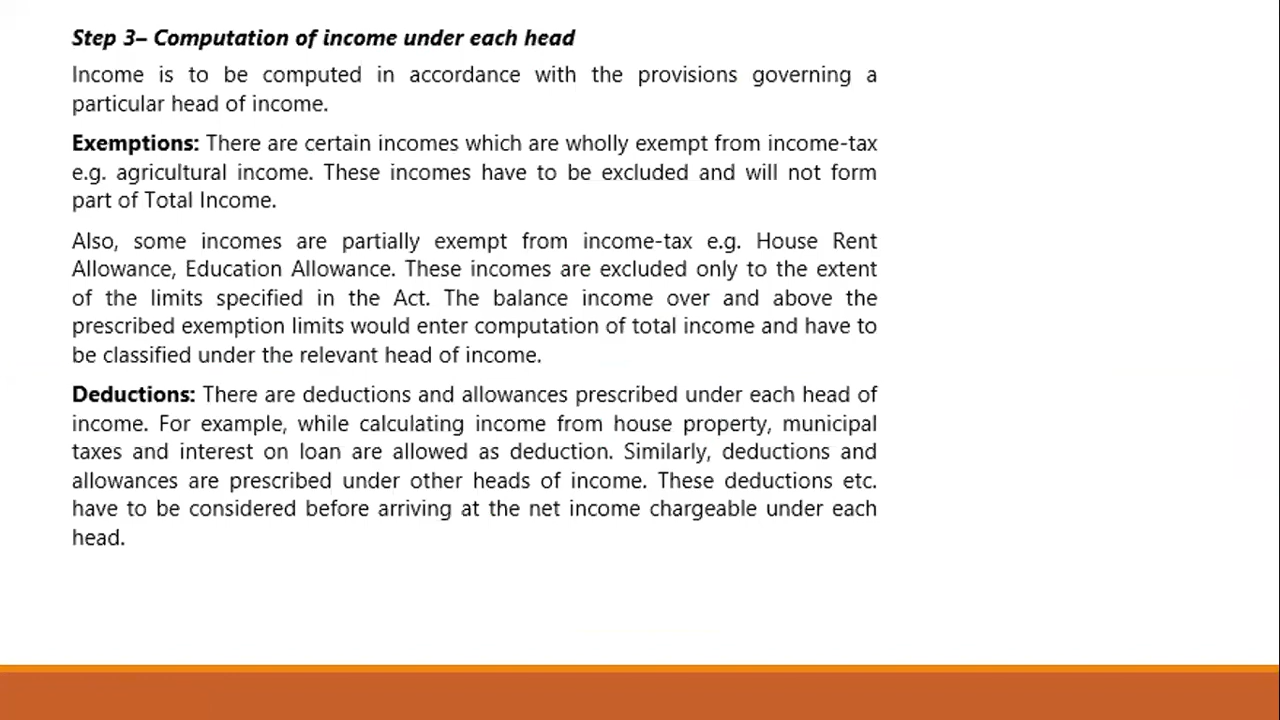 Step 3– Computation of income under each head
Income is to be computed in accordance with the provisions governing a
particular head of income.
Exemptions: There are certain incomes which are wholly exempt from income-tax
e.g. agricultural income. These incomes have to be excluded and will not form
part of Total Income.
Also, some incomes are partially exempt from income-tax e.g. House Rent
Allowance, Education Allowance. These incomes are excluded only to the extent
of the limits specified in the Act. The balance income over and above the
prescribed exemption limits would enter computation of total income and have to
be classified under the relevant head of income.
Deductions: There are deductions and allowances prescribed under each head of
income. For example, while calculating income from house property, municipal
taxes and interest on loan are allowed as deduction. Similarly, deductions and
allowances are prescribed under other heads of income. These deductions etc.
have to be considered before arriving at the net income chargeable under each
head.